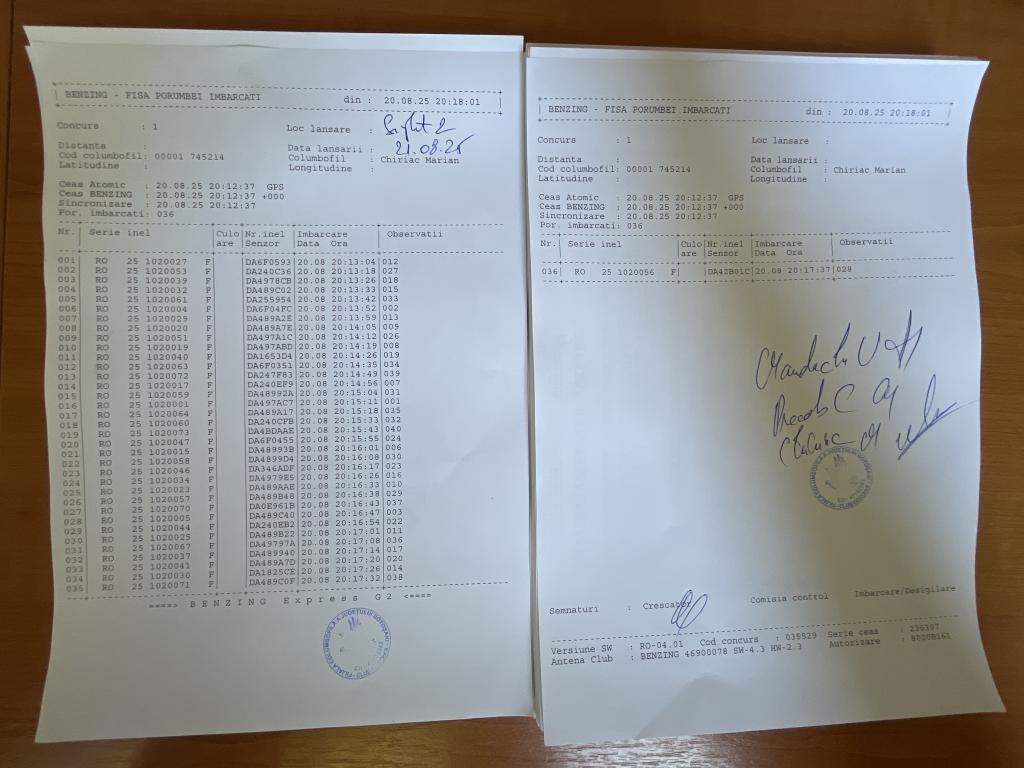 BENZING - FISA PORUMBEI IMBARCATI din : 20.08.25 20:18:01
Concurs : 1 Loc lansare :
Distanta : Data lansarii : 21.08.25
Cod columbofil: 00001 745214 Columbofil : Chiriac Marian
Latitudine : Longitudine :
Ceas Atomic : 20.08.25 20:12:37 GPS
Ceas BENZING : 20.08.25 20:12:37 +000
Sincronizare : 20.08.25 20:12:37
Por. imbarcati: 036
Nr. Serie inel Culo Nr.inel Imbarcare Observatii
are Senzor Data Ora
001 RO 25 1020027 F DA6F0593 20.08 20:13:04 012
002 RO 25 1020053 F DA240C36 20.08 20:13:18 027
003 RO 25 1020039 F DA4978CB 20.08 20:13:26 018
004 RO 25 1020032 F DA489C02 20.08 20:13:33 015
005 RO 25 1020061 F DA255954 20.08 20:13:42 033
006 RO 25 1020004 F DA6F04FC 20.08 20:13:52 002
007 RO 25 1020029 F DA489A2E 20.08 20:13:59 013
008 RO 25 1020020 F DA489A7E 20.08 20:14:05 009
009 RO 25 1020051 F DA497A1C 20.08 20:14:12 026
010 RO 25 1020019 F DA497ABD 20.08 20:14:19 008
011 RO 25 1020040 F DA1653D4 20.08 20:14:26 019
012 RO 25 1020063 F DA6F0351 20.08 20:14:35 034
013 RO 25 1020072 F DA247F83 20.08 20:14:49 039
014 RO 25 1020017 F DA240EF9 20.08 20:14:56 007
015 RO 25 1020059 F DA48992A 20.08 20:15:04 031
016 RO 25 1020001 F DA497AC7 20.08 20:15:11 001
017 RO 25 1020064 F DA489A17 20.08 20:15:18 035
018 RO 25 1020060 F DA240CFB 20.08 20:15:33 032
019 RO 25 1020073 F DA4BDAAE 20.08 20:15:43 040
020 RO 25 1020047 F DA6F0455 20.08 20:15:55 024
021 RO 25 1020015 F DA48993B 20.08 20:16:01 006
022 RO 25 1020058 F DA4899D4 20.08 20:16:08 030
023 RO 25 1020046 F DA346ADF 20.08 20:16:17 023
024 RO 25 1020034 F DA4979E5 20.08 20:16:26 016
025 RO 25 1020023 F DA489AAE 20.08 20:16:33 010
026 RO 25 1020057 F DA489B48 20.08 20:16:38 029
027 RO 25 1020070 F DA0E961B 20.08 20:16:43 037
028 RO 25 1020005 F DA489C40 20.08 20:16:47 003
029 RO 25 1020044 F DA240EB2 20.08 20:16:54 022
030 RO 25 1020025 F DA489B22 20.08 20:17:01 011
031 RO 25 1020067 F DA49797A 20.08 20:17:08 036
032 RO 25 1020037 F DA489940 20.08 20:17:14 017
033 RO 25 1020041 F DA489A7D 20.08 20:17:20 020
034 RO 25 1020030 F DA1825CE 20.08 20:17:26 014
035 RO 25 1020071 F DA489C0F 20.08 20:17:32 038
====> BENZING Express G2 <====
BENZING - FISA PORUMBEI IMBARCATI din : 20.08.25 20:18:01
Concurs : 1 Loc lansare :
Distanta : Data lansarii :
Cod columbofil: 00001 745214 Columbofil : Chiriac Marian
Latitudine : Longitudine :
Ceas Atomic : 20.08.25 20:12:37 GPS
Ceas BENZING : 20.08.25 20:12:37 +000
Sincronizare : 20.08.25 20:12:37
Por. imbarcati: 036
Nr. Serie inel Culo Nr.inel Imbarcare Observatii
are Senzor Data Ora
036 RO 25 1020056 F DA42B01C 20.08 20:17:37 028
Semnaturi : Crescator Comisia control Imbarcare/Desigilare
Versiune SW : RO-04.01 Cod concurs : 035529 Serie ceas : 230307
Antena Club : BENZING 46900078 SW-4.3 HW-2.3 Autorizare : 8000B161